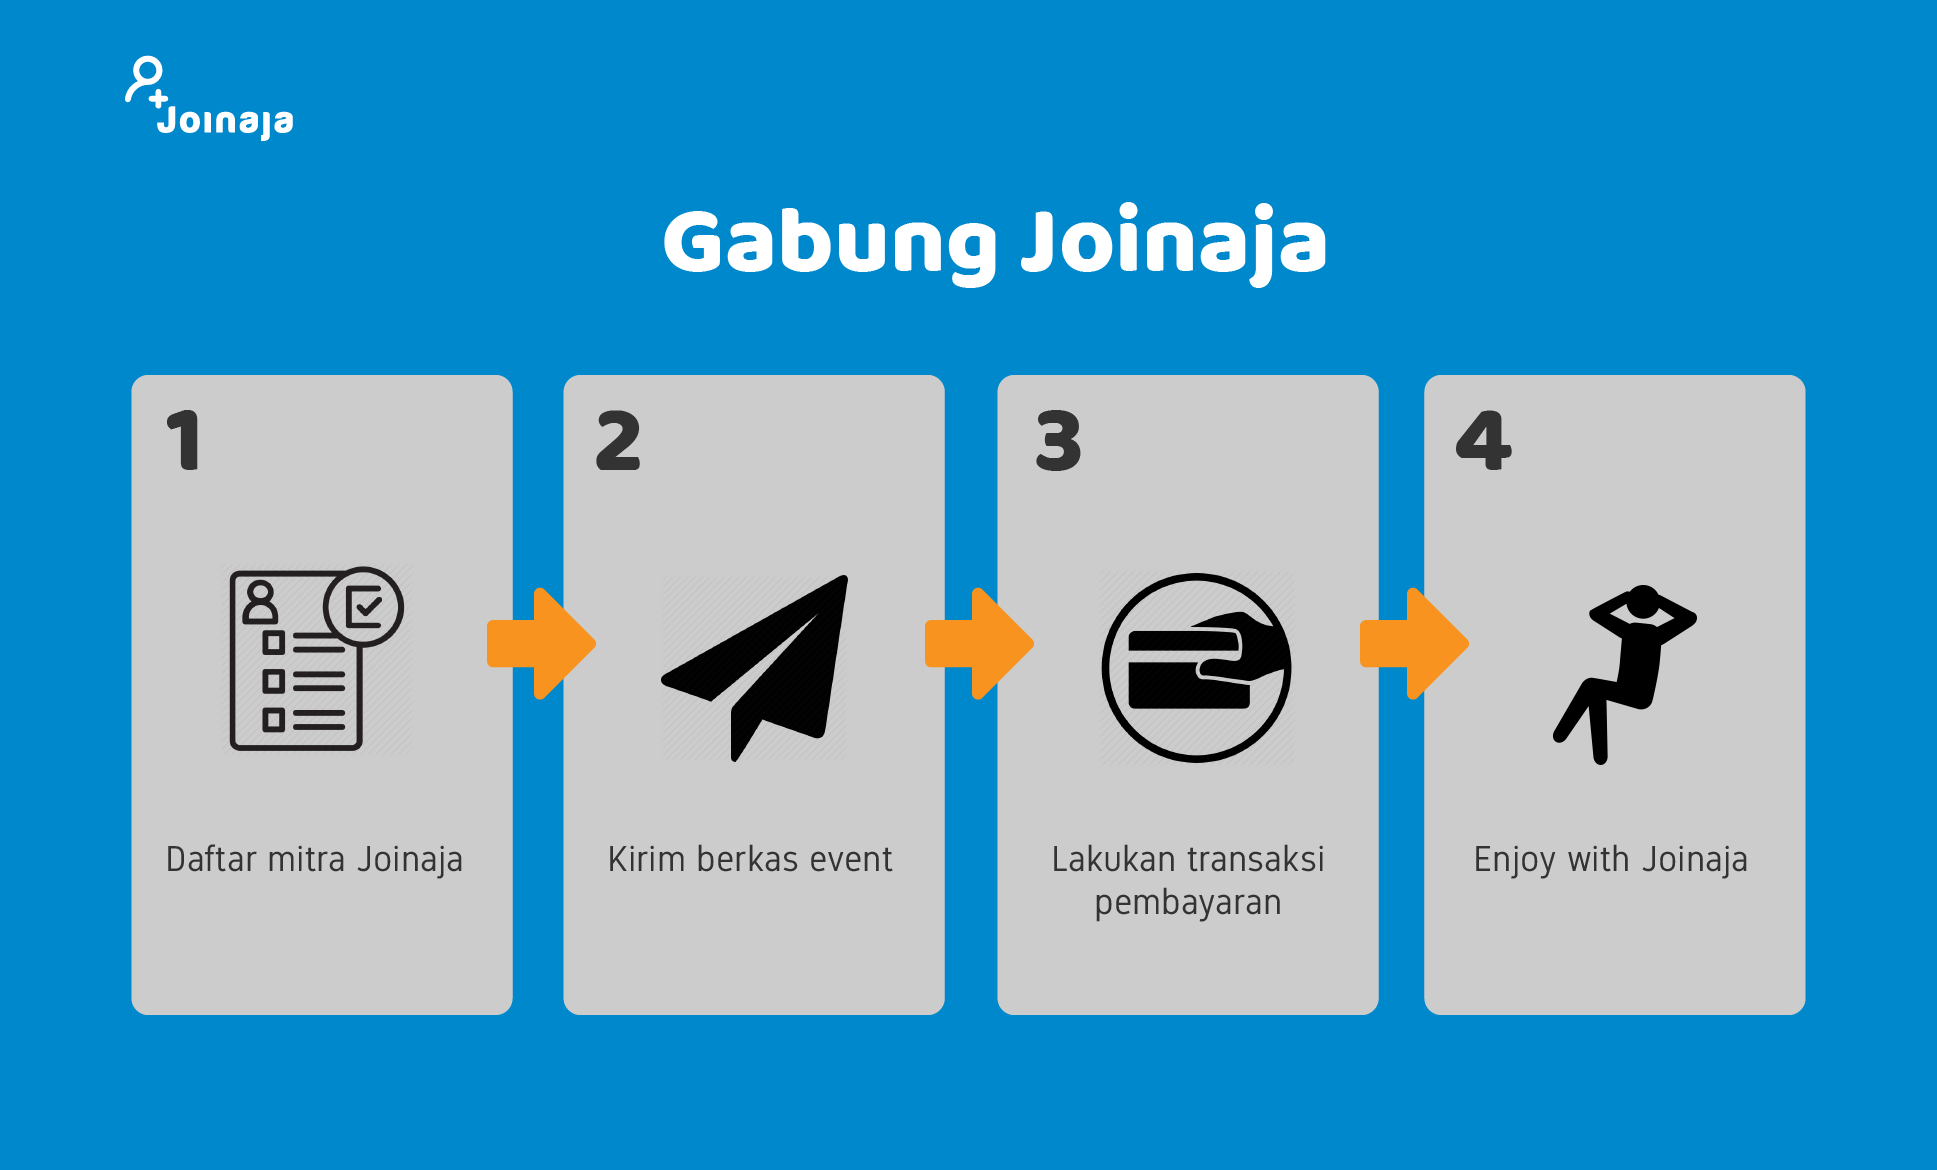 Joinaja
Gabung Joinaja
1
2
3
4
Daftar mitra Joinaja
Kirim berkas event
Lakukan transaksi
pembayaran
Enjoy with Joinaja